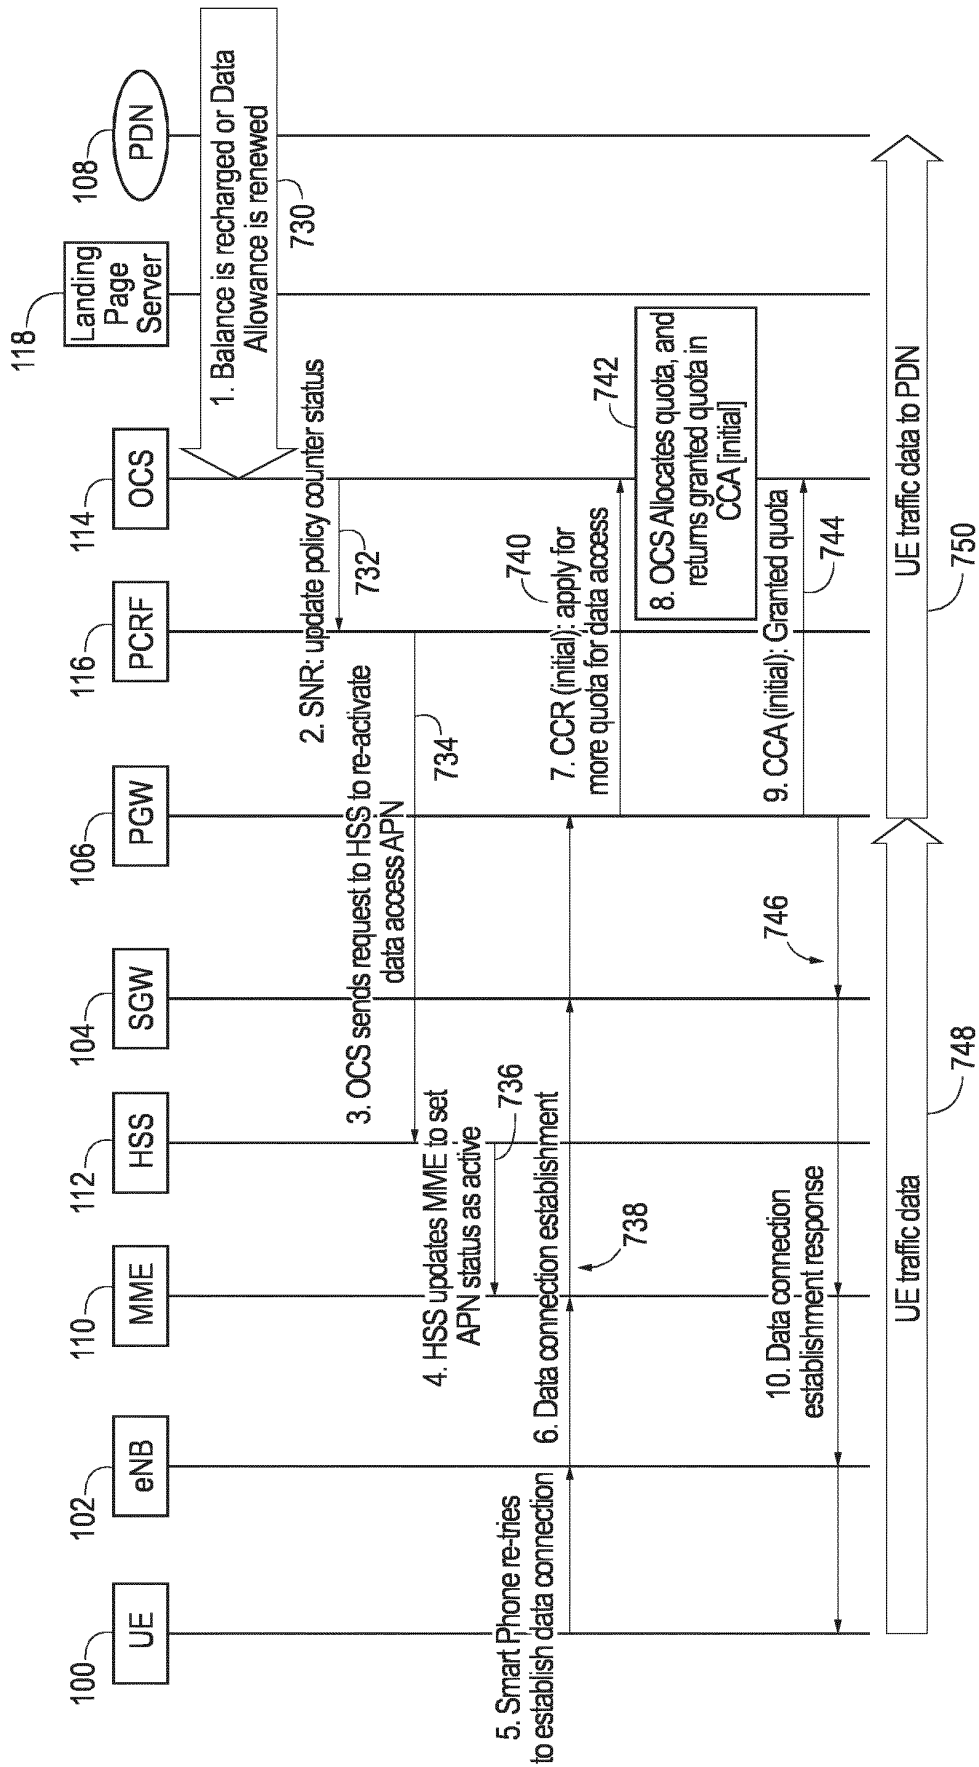 100
UE
102
eNB
110
MME
112
HSS
104
SGW
106
PGW
116
PCRF
114
OCS
118
Landing
Page
Server
108
PDN
1. Balance is recharged or Data
Allowance is renewed
730
2. SNR: update policy counter status
732
3. OCS sends request to HSS to re-activate
data access APN
734
4. HSS updates MME to set
APN status as active
736
5. Smart Phone re-tries
to establish data connection
6. Data connection establishment
738
740
7. CCR (initial): apply for
more quota for data access
742
8. OCS Allocates quota, and
returns granted quota in
CCA [initial]
9. CCA (initial): Granted quota
744
746
10. Data connection
establishment response
UE traffic data
748
UE traffic data to PDN
750